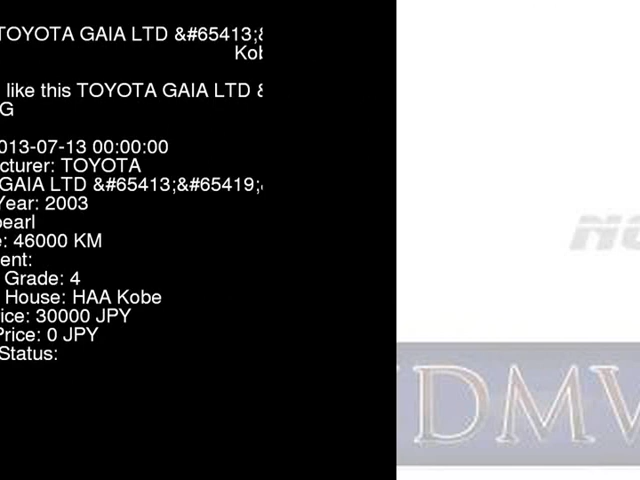 TOYOTA GAIA LTD &#65413;&
Kob
like this TOYOTA GAIA LTD &
G
013-07-13 00:00:00
cturer: TOYOTA
GAIA LTD &#65413;&#65419;&
Year: 2003
pearl
e: 46000 KM
ent:
Grade: 4
House: HAA Kobe
ice: 30000 JPY
Price: 0 JPY
Status:
NO
DMV